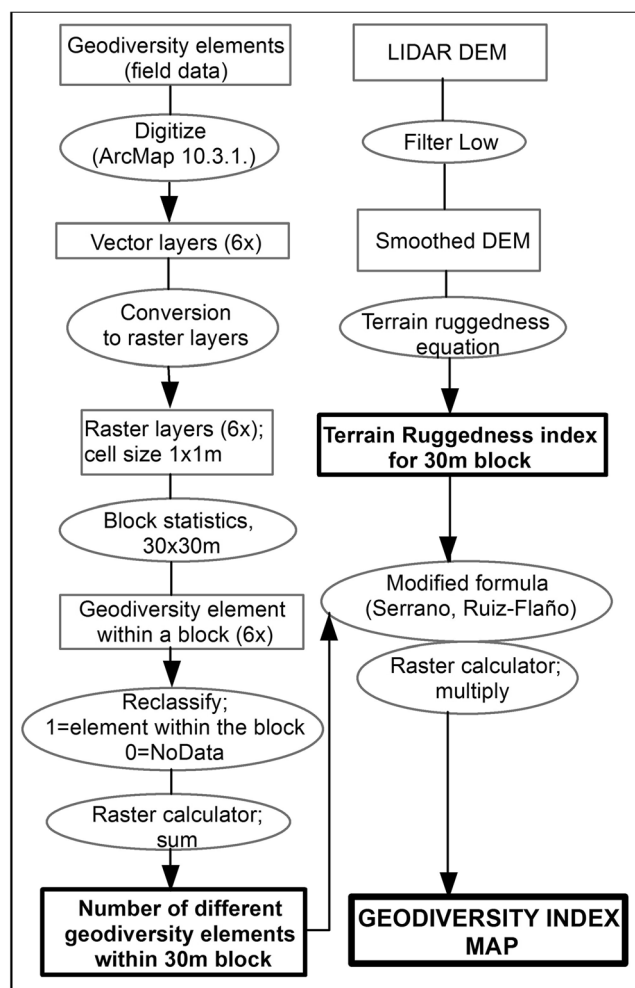 Geodiversity elements
(field data)
Digitize
(ArcMap 10.3.1.)
Vector layers (6x)
Conversion
to raster layers
Raster layers (6x);
cell size 1x1m
Block statistics,
30x30m
Geodiversity element
within a block (6x)
Reclassify;
1=element within the block
0=NoData
Raster calculator;
sum
Number of different
geodiversity elements
within 30m block
LIDAR DEM
Filter Low
Smoothed DEM
Terrain ruggedness
equation
Terrain Ruggedness index
for 30m block
Modified formula
(Serrano, Ruiz-Flaño)
Raster calculator;
multiply
GEODIVERSITY INDEX
MAP